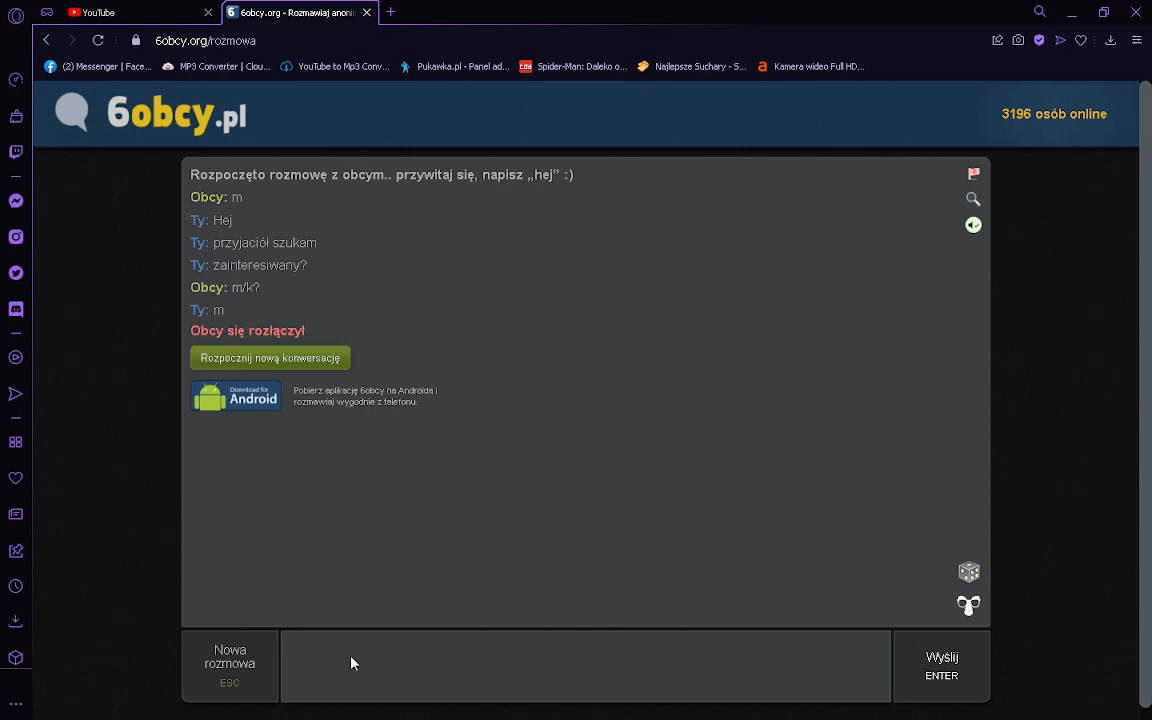 YouTube
6obcy.org - Rozmawiaj anonim
6obcy.org/rozmowa
(2) Messenger | Face...
MP3 Converter | Clou...
YouTube to Mp3 Conv...
Pukawka.pl - Panel ad...
Spider-Man: Daleko o...
Najlepsze Suchary - S...
Kamera wideo Full HD...
6obcy.pl
3196 osób online
Rozpoczęto rozmowę z obcym.. przywitaj się, napisz „hej” :)
Obcy: m
Ty: Hej
Ty: przyjaciół szukam
Ty: zainteresiwany?
Obcy: m/k?
Ty: m
Obcy się rozłączył
Rozpocznij nową konwersację
Download for
Android
Pobierz aplikację 6obcy na Androida i
rozmawiaj wygodnie z telefonu.
Nowa
rozmowa
ESC
Wyślij
ENTER